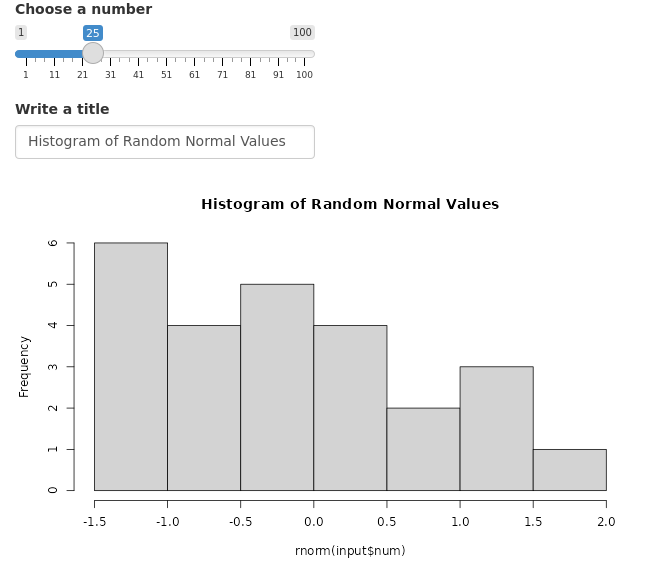 Choose a number
1 25 100
1 11 21 31 41 51 61 71 81 91 100
Write a title
Histogram of Random Normal Values
Histogram of Random Normal Values
6
5
4
3
2
1
0
Frequency
-1.5 -1.0 -0.5 0.0 0.5 1.0 1.5 2.0
rnorm(input$num)